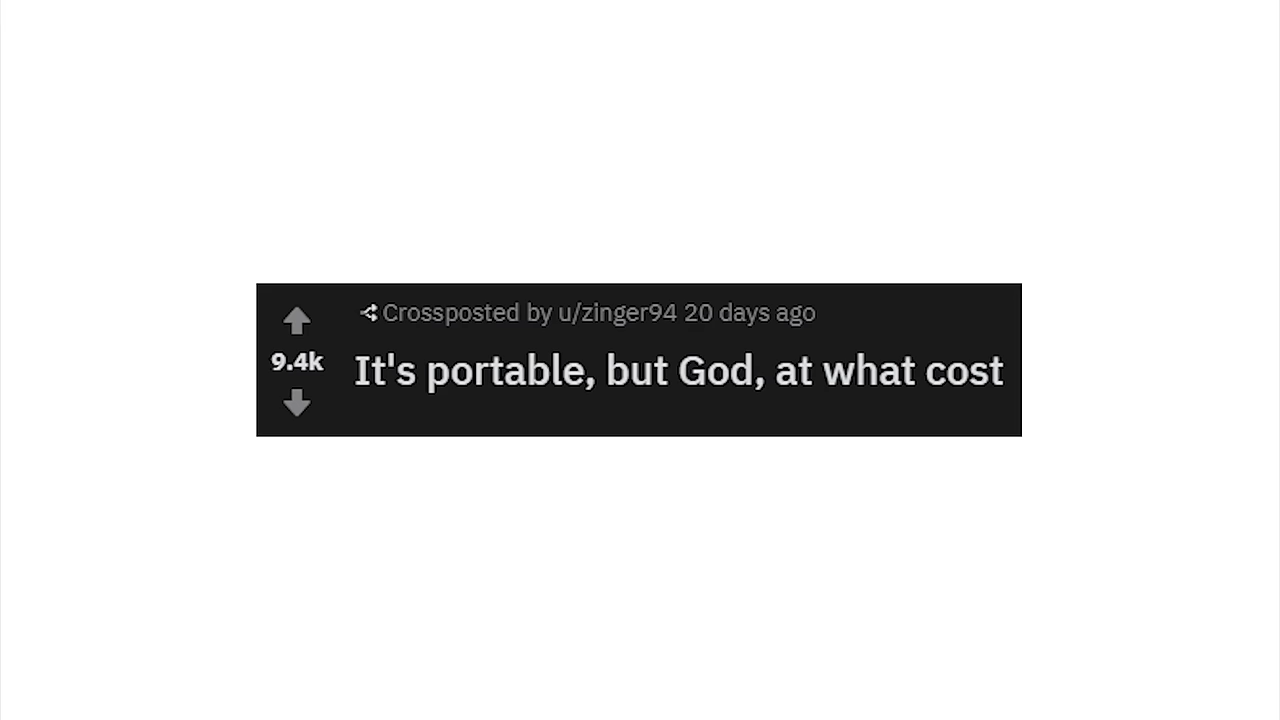 Crossposted by u/zinger94 20 days ago
9.4k
It's portable, but God, at what cost